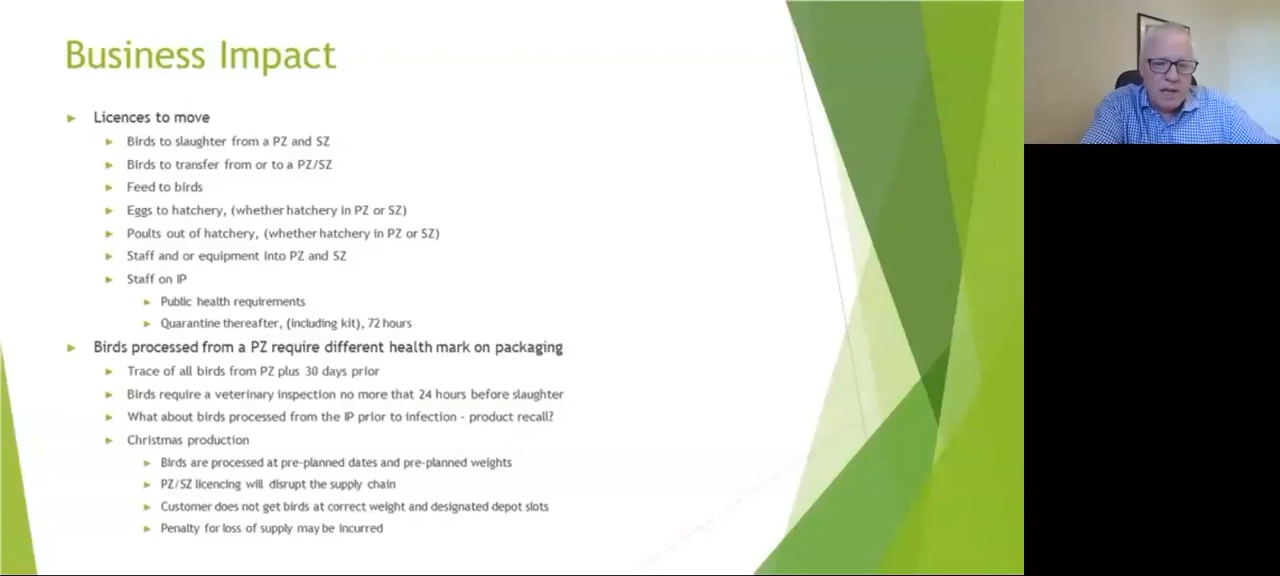 Business Impact
Licences to move
Birds to slaughter from a PZ and SZ
Birds to transfer from or to a PZ/SZ
Feed to birds
Eggs to hatchery, (whether hatchery in PZ or SZ)
Poults out of hatchery, (whether hatchery in PZ or SZ)
Staff and or equipment into PZ and SZ
Staff on IP
Public health requirements
Quarantine thereafter, (including kit), 72 hours
Birds processed from a PZ require different health mark on packaging
Trace of all birds from PZ plus 30 days prior
Birds require a veterinary inspection no more that 24 hours before slaughter
What about birds processed from the IP prior to infection - product recall?
Christmas production
Birds are processed at pre-planned dates and pre-planned weights
PZ/SZ licencing will disrupt the supply chain
Customer does not get birds at correct weight and designated depot slots
Penalty for loss of supply may be incurred